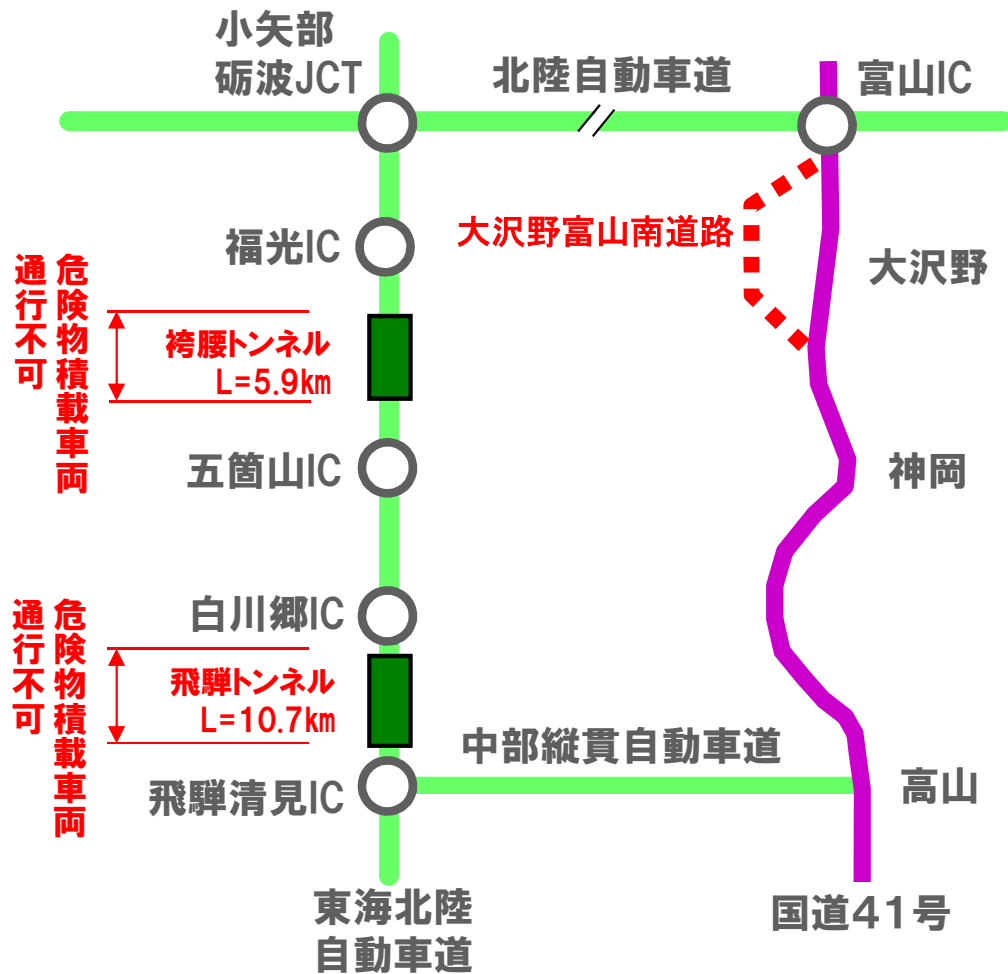 小矢部
砺波JCT
北陸自動車道
富山IC
福光IC
大沢野富山南道路
大沢野
危険物積載車両
通行不可
袴腰トンネル
L=5.9km
五箇山IC
神岡
白川郷IC
危険物積載車両
通行不可
飛騨トンネル
L=10.7km
中部縦貫自動車道
飛騨清見IC
高山
東海北陸
自動車道
国道41号